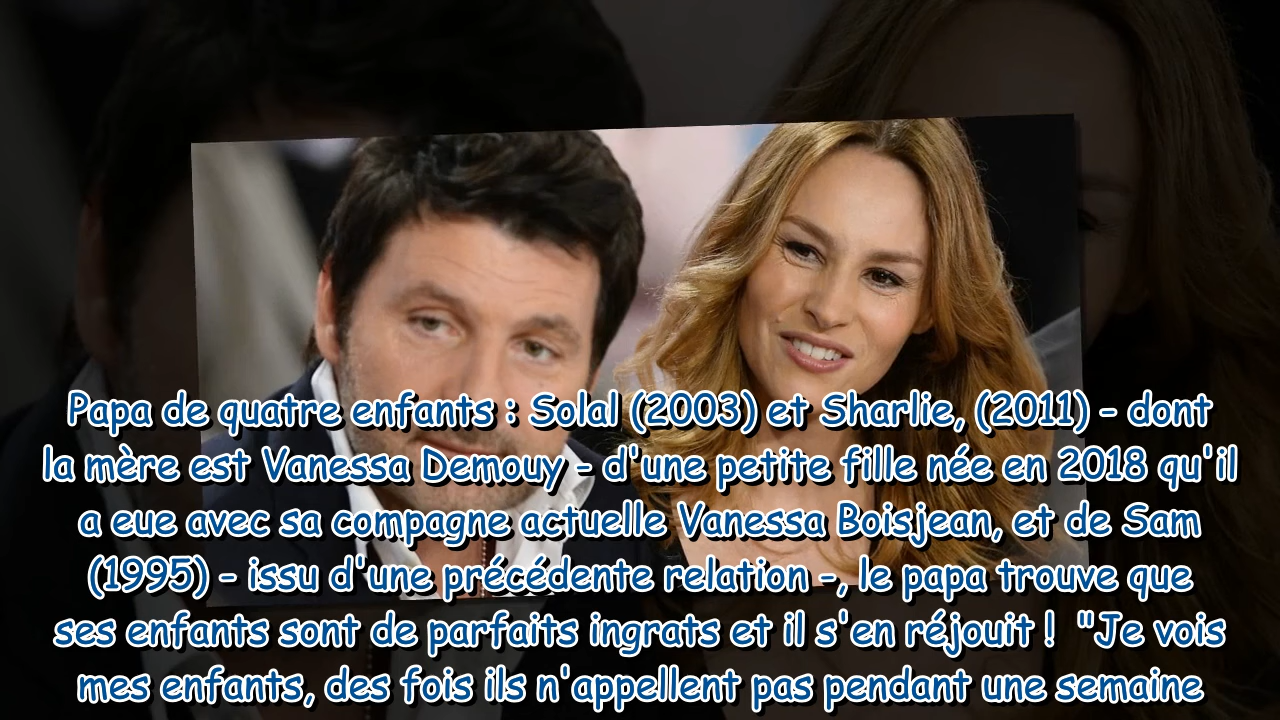 Papa de quatre enfants : Solal (2003) et Sharlie, (2011) - dont
la mère est Vanessa Demouy - d'une petite fille née en 2018 qu'il
a eue avec sa compagne actuelle Vanessa Boisjean, et de Sam
(1995) - issu d'une précédente relation -, le papa trouve que
ses enfants sont de parfaits ingrats et il s'en réjouit ! "Je vois
mes enfants, des fois ils n'appellent pas pendant une semaine